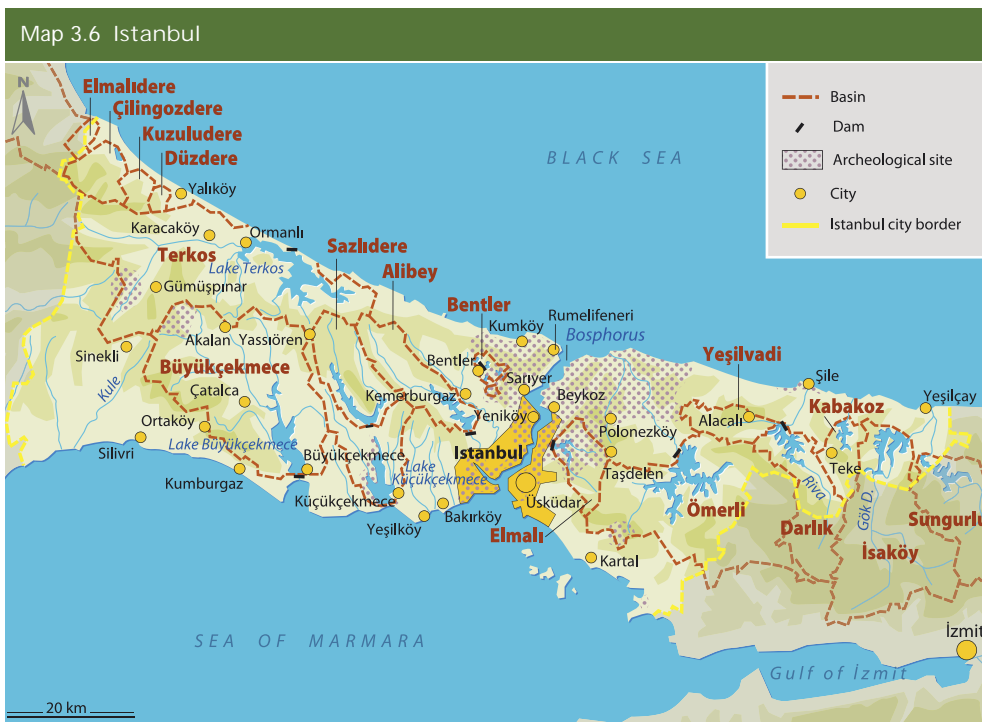 Map 3.6 Istanbul
N
Elmalıdere
Çilingozdere
Kuzuludere
Düzdere
Yalıköy
Karacaköy
Ormanlı
Terkos
Lake Terkos
Gümüşpınar
Sazlıdere
Alibey
Bentler
Kumköy
Rumelifeneri
Bosphorus
BLACK SEA
Basin
Dam
Archeological site
City
Istanbul city border
Sinekli
Akalan
Yassıören
Büyükçekmece
Çatalca
Kule
Ortaköy
Lake Büyükçekmece
Silivri
Kumburgaz
Büyükçekmece
Küçükçekmece
Lake
Küçükçekmece
Yeşilköy
Bakırköy
Bentler
Kemerburgaz
Sarıyer
Yeniköy
Beykoz
Istanbul
Üsküdar
Elmalı
Polonezköy
Taşdelen
Kartal
Ömerli
Yeşilvadi
Alacalı
Şile
Kabakoz
Teke
Yeşilçay
Riva
Gök D.
Darlık
İsaköy
Sungurlu
İzmit
SEA OF MARMARA
Gulf of İzmit
20 km